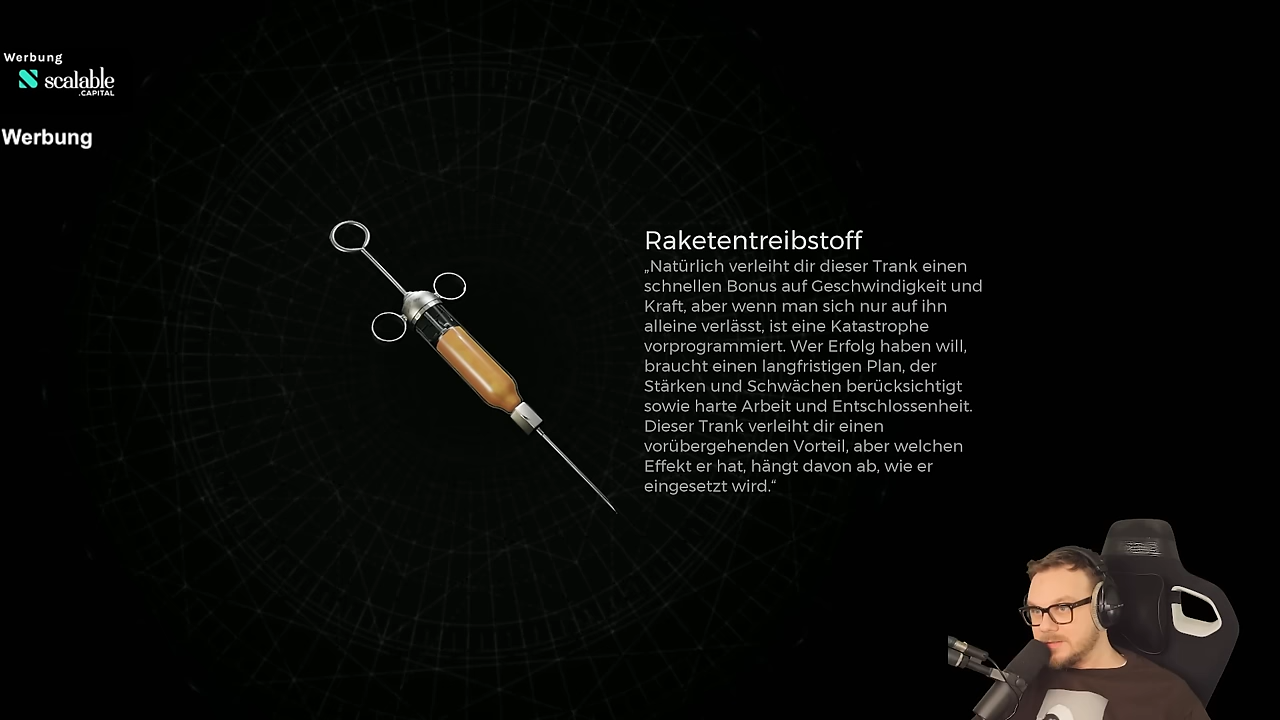 Werbung
scalable
.CAPITAL
Werbung
Raketentreibstoff
„Natürlich verleiht dir dieser Trank einen
schnellen Bonus auf Geschwindigkeit und
Kraft, aber wenn man sich nur auf ihn
alleine verlässt, ist eine Katastrophe
vorprogrammiert. Wer Erfolg haben will,
braucht einen langfristigen Plan, der
Stärken und Schwächen berücksichtigt
sowie harte Arbeit und Entschlossenheit.
Dieser Trank verleiht dir einen
vorübergehenden Vorteil, aber welchen
Effekt er hat, hängt davon ab, wie er
eingesetzt wird.“